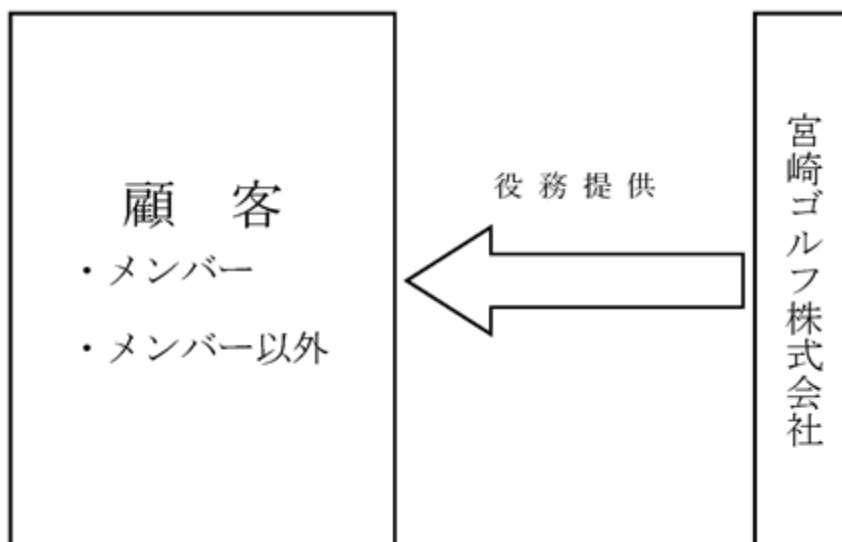 顧 客
・メンバー
・メンバー以外
役務提供
宮崎ゴルフ株式会社